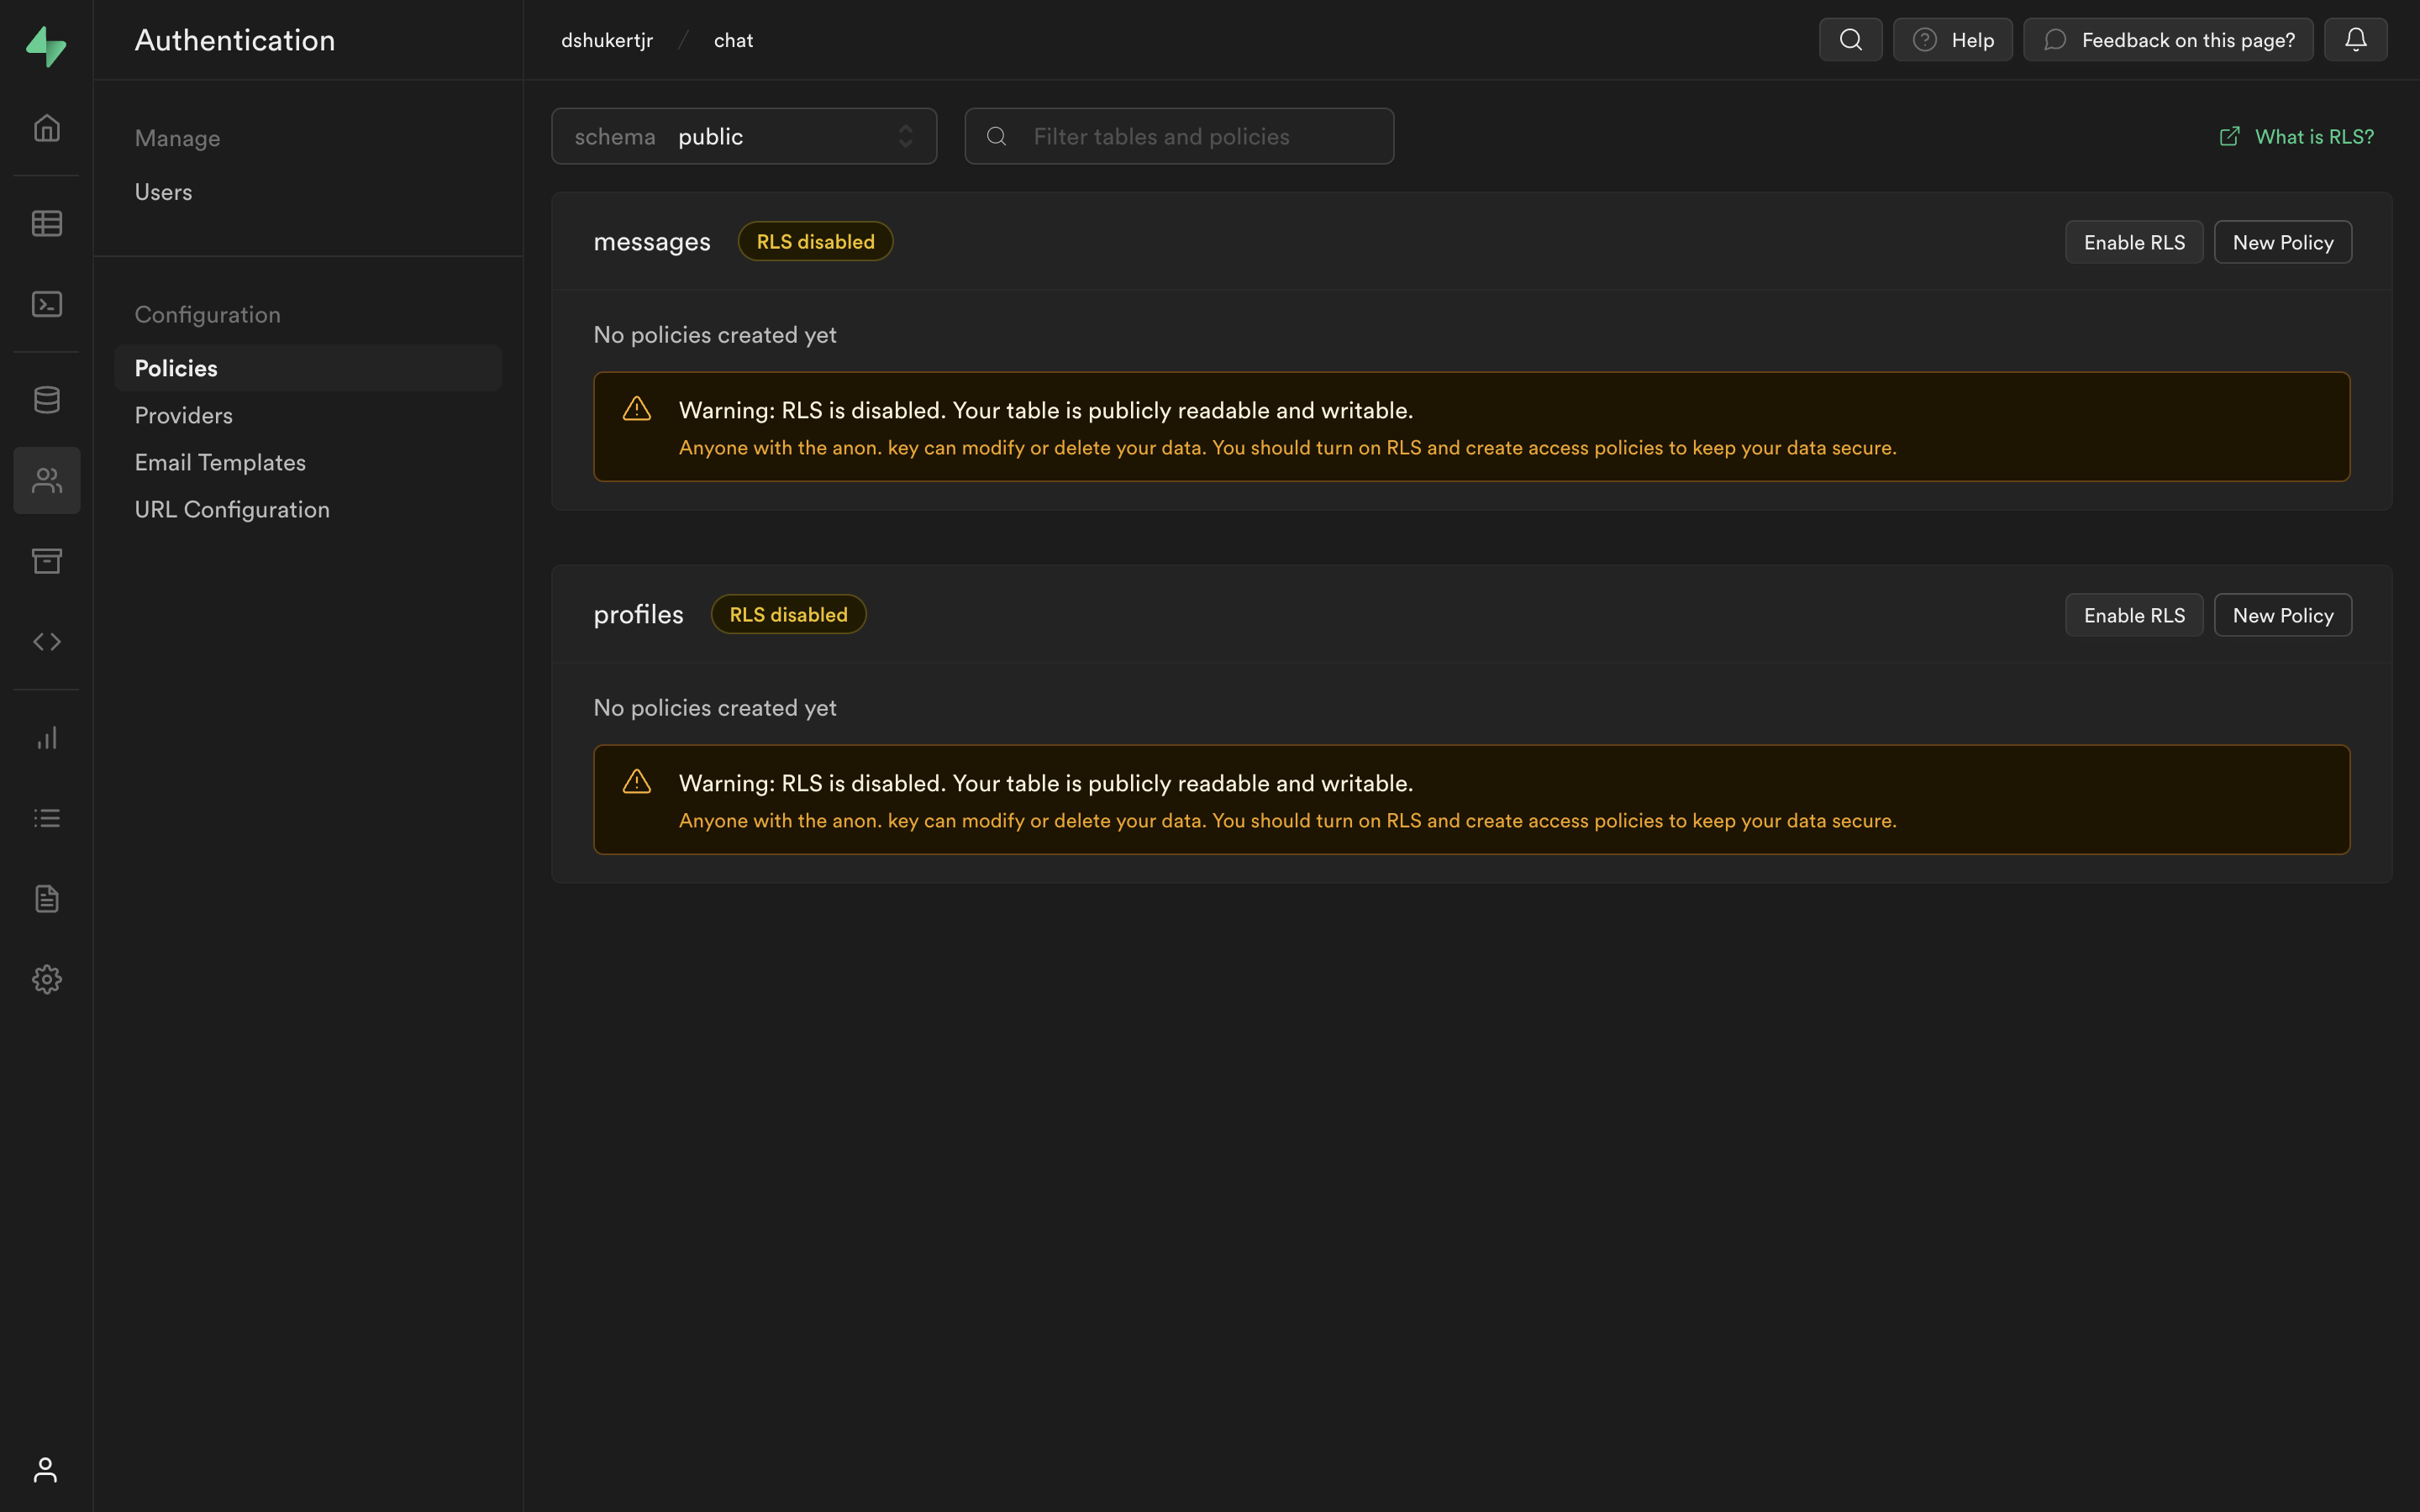 Authentication
dshukertjr / chat
Help
Feedback on this page?
Manage
Users
Configuration
Policies
Providers
Email Templates
URL Configuration
schema public
Filter tables and policies
What is RLS?
messages RLS disabled
Enable RLS New Policy
No policies created yet
Warning: RLS is disabled. Your table is publicly readable and writable.
Anyone with the anon. key can modify or delete your data. You should turn on RLS and create access policies to keep your data secure.
profiles RLS disabled
Enable RLS New Policy
No policies created yet
Warning: RLS is disabled. Your table is publicly readable and writable.
Anyone with the anon. key can modify or delete your data. You should turn on RLS and create access policies to keep your data secure.